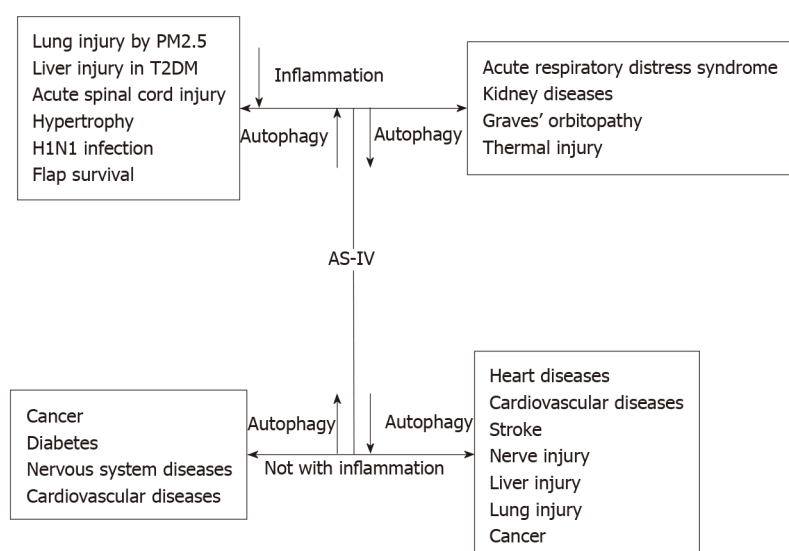 Lung injury by PM2.5
Liver injury in T2DM
Acute spinal cord injury
Hypertrophy
H1N1 infection
Flap survival
Inflammation
Autophagy
Autophagy
Acute respiratory distress syndrome
Kidney diseases
Graves’ orbitopathy
Thermal injury
AS-IV
Cancer
Diabetes
Nervous system diseases
Cardiovascular diseases
Autophagy
Autophagy
Not with inflammation
Heart diseases
Cardiovascular diseases
Stroke
Nerve injury
Liver injury
Lung injury
Cancer